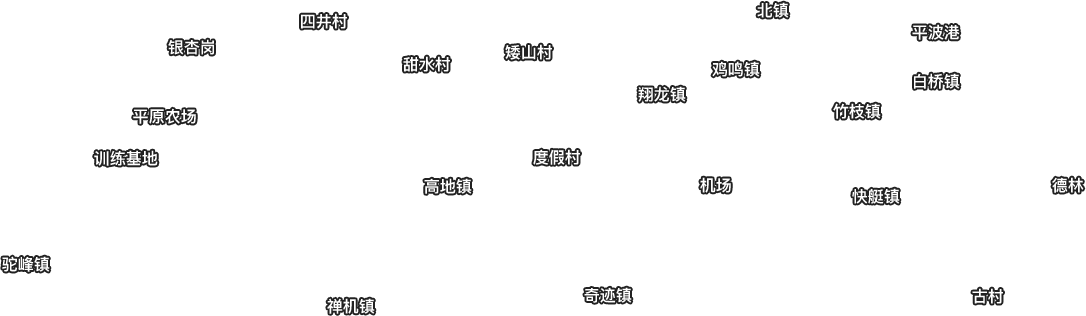 北镇
四井村
平波港
银杏岗
矮山村
甜水村
鸡鸣镇
白桥镇
翔龙镇
竹枝镇
平原农场
训练基地
度假村
高地镇
机场
德林
快艇镇
驼峰镇
奇迹镇
古村
禅机镇